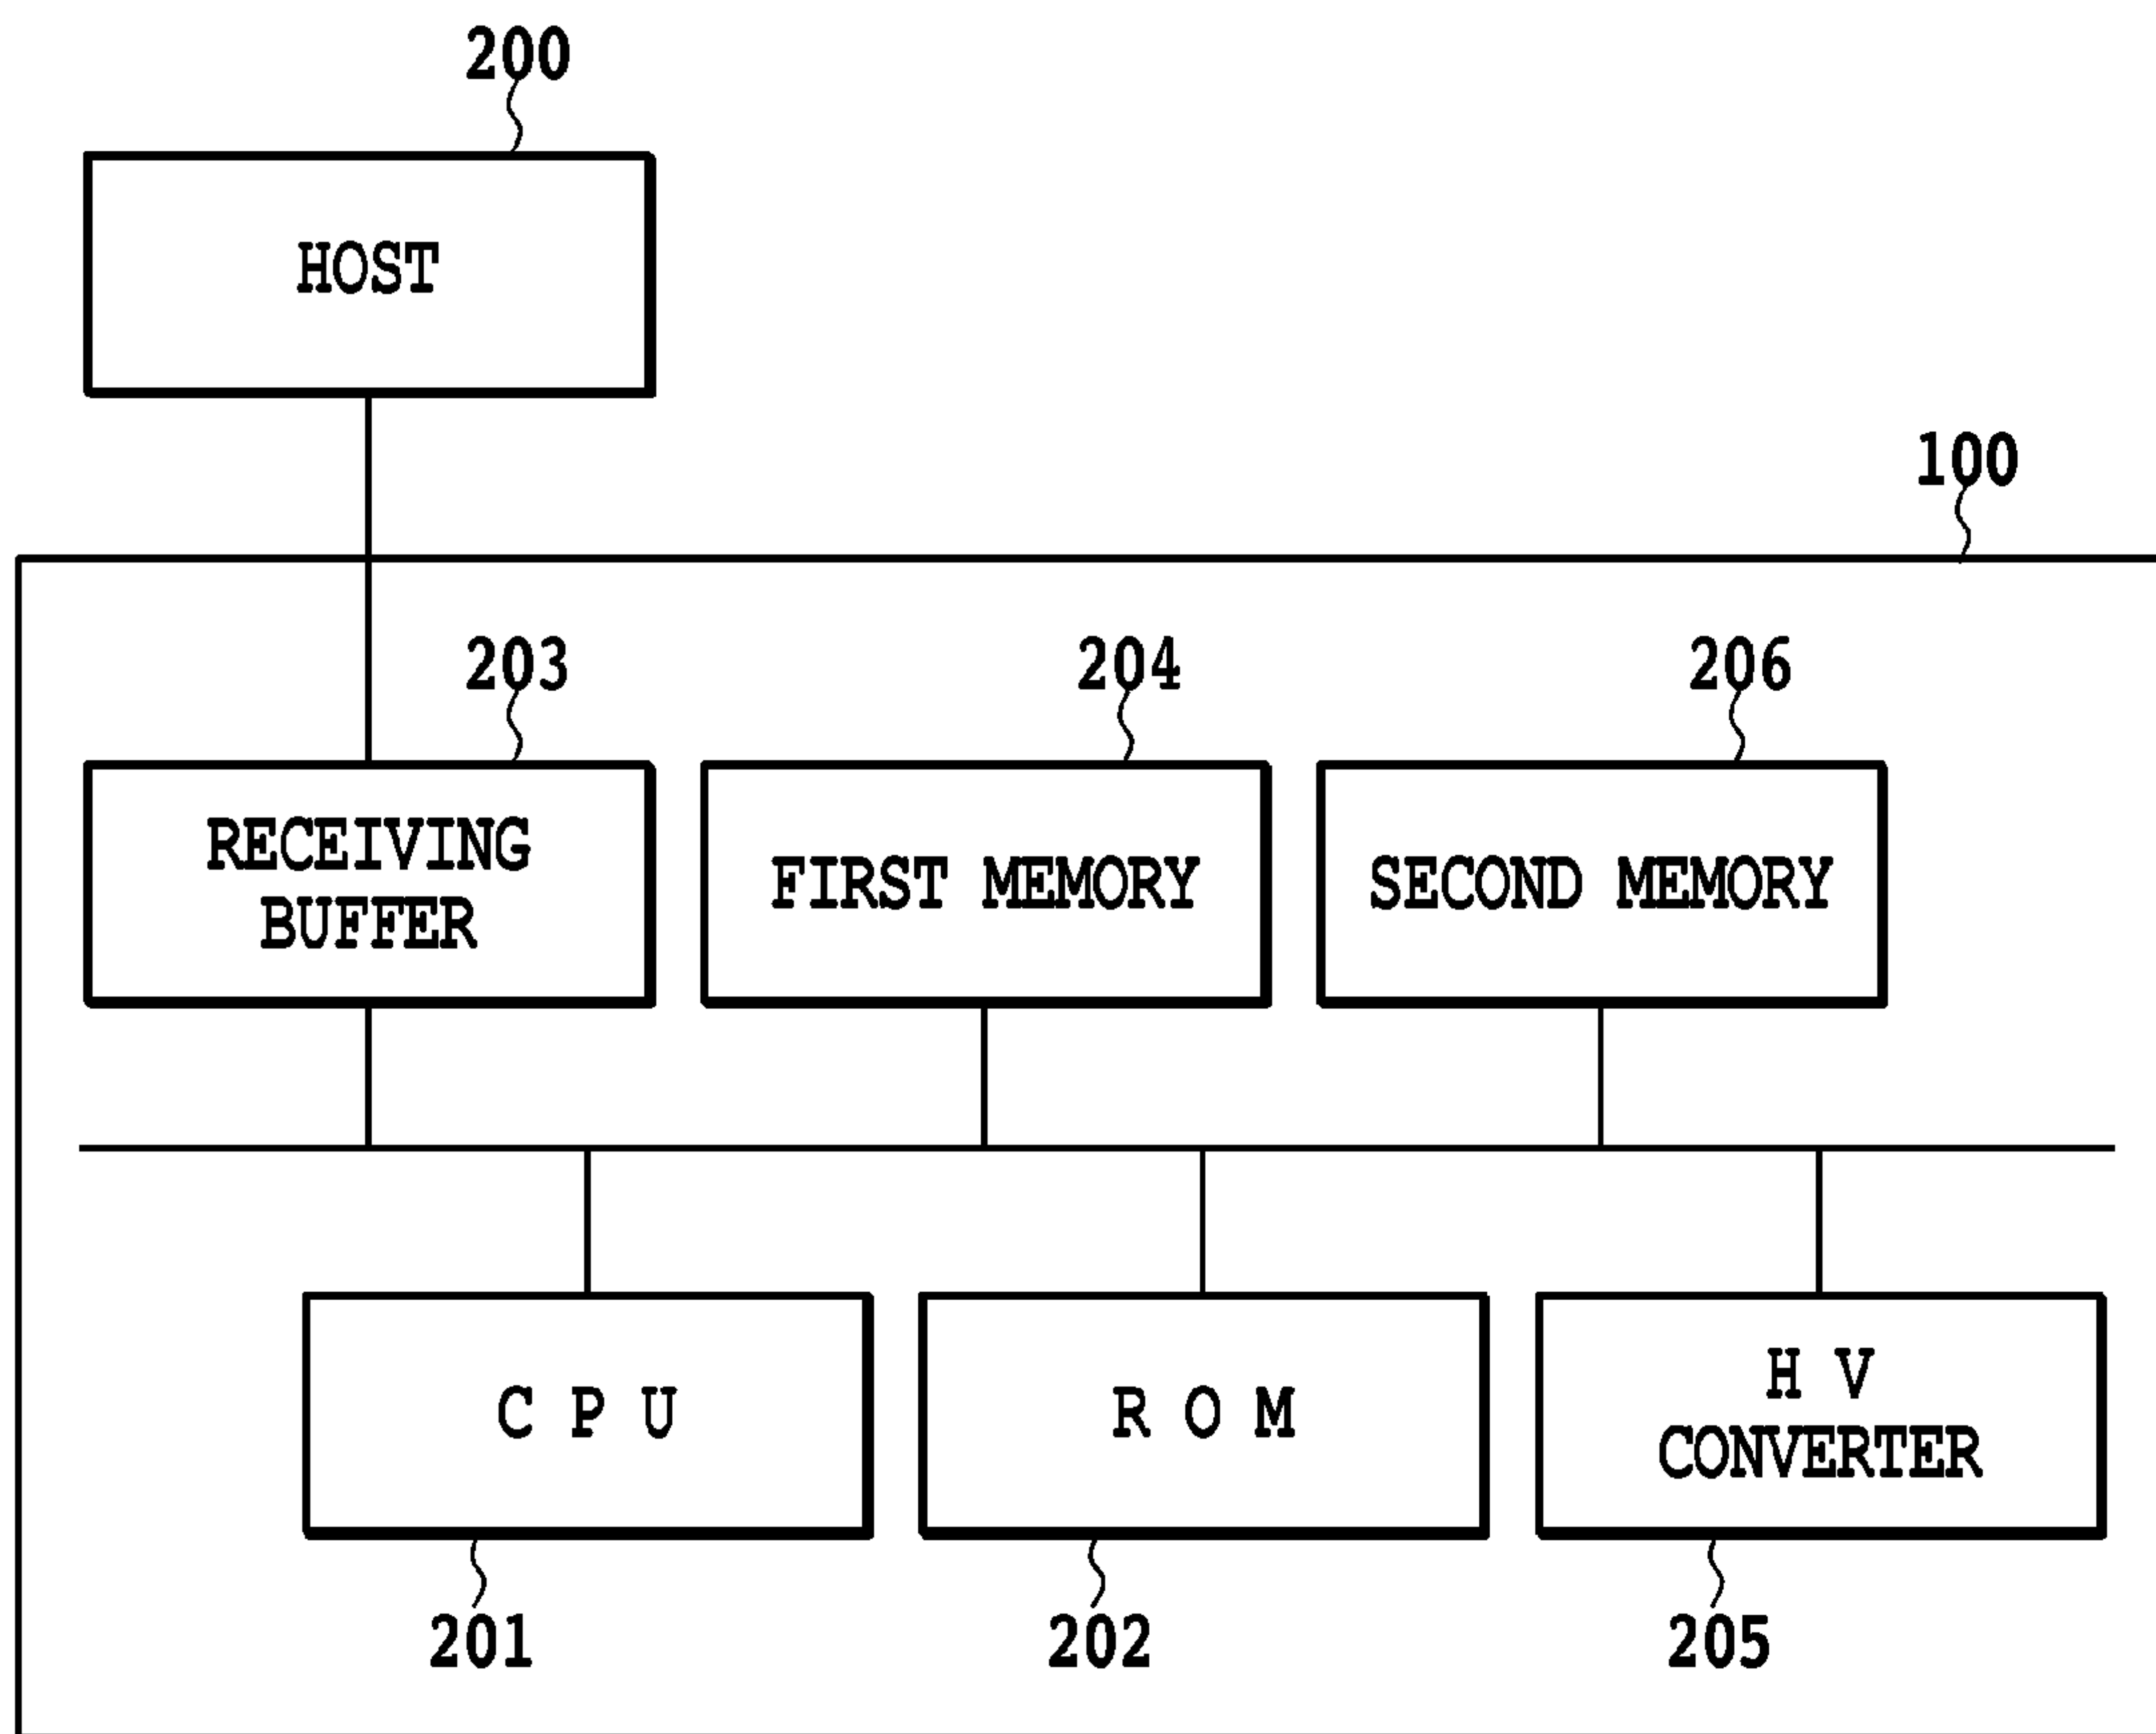 200
HOST
100
203
204
206
RECEIVING
BUFFER
FIRST MEMORY
SECOND MEMORY
C P U
R O M
H V
CONVERTER
201
202
205